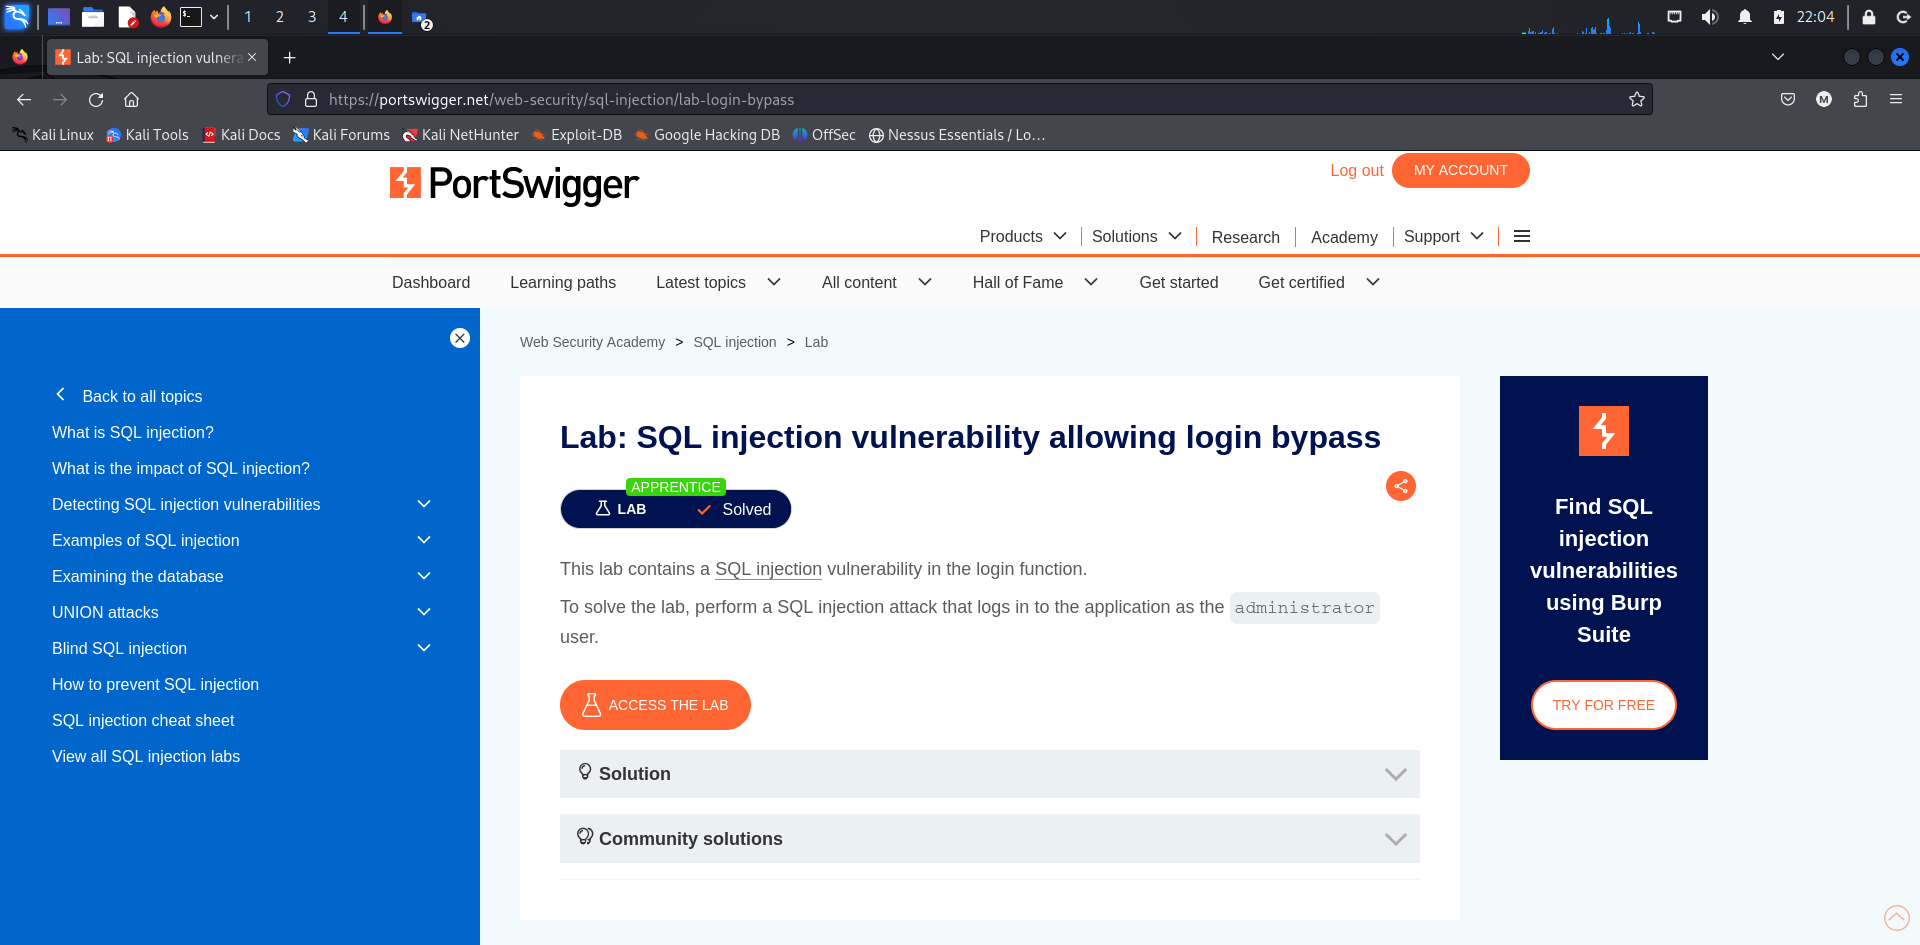 1 2 3 4 2 22:04
Lab: SQL injection vulnera
https://portswigger.net/web-security/sql-injection/lab-login-bypass
M
Kali Linux Kali Tools Kali Docs Kali Forums Kali NetHunter Exploit-DB Google Hacking DB OffSec Nessus Essentials / Lo...
PortSwigger
Log out MY ACCOUNT
Products Solutions Research Academy Support
Dashboard Learning paths Latest topics All content Hall of Fame Get started Get certified
Back to all topics
What is SQL injection?
What is the impact of SQL injection?
Detecting SQL injection vulnerabilities
Examples of SQL injection
Examining the database
UNION attacks
Blind SQL injection
How to prevent SQL injection
SQL injection cheat sheet
View all SQL injection labs
Web Security Academy > SQL injection > Lab
Lab: SQL injection vulnerability allowing login bypass
APPRENTICE
LAB Solved
This lab contains a SQL injection vulnerability in the login function.
To solve the lab, perform a SQL injection attack that logs in to the application as the administrator
user.
ACCESS THE LAB
Solution
Community solutions
Find SQL
injection
vulnerabilities
using Burp
Suite
TRY FOR FREE